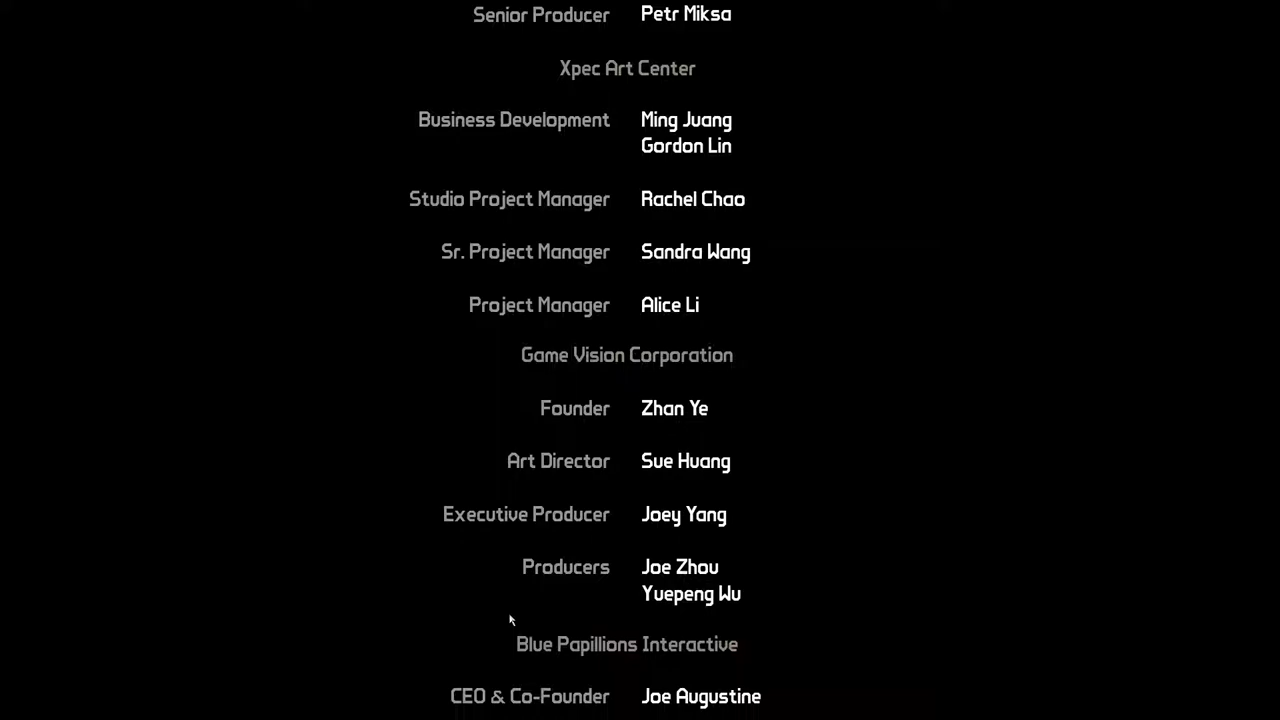 Senior Producer Petr Miksa
Xpec Art Center
Business Development Ming Juang
Gordon Lin
Studio Project Manager Rachel Chao
Sr. Project Manager Sandra Wang
Project Manager Alice Li
Game Vision Corporation
Founder Zhan Ye
Art Director Sue Huang
Executive Producer Joey Yang
Producers Joe Zhou
Yuepeng Wu
Blue Papillions Interactive
CEO & Co-Founder Joe Augustine